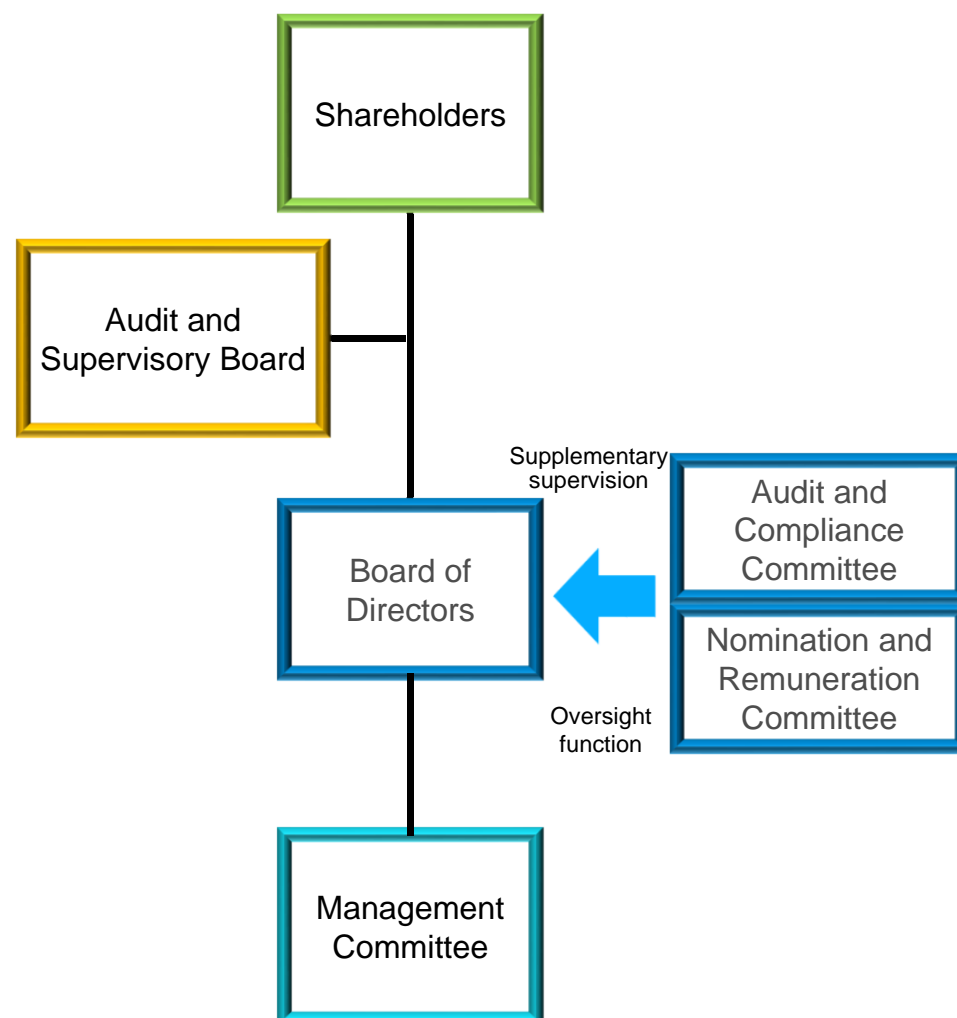 Shareholders
Audit and
Supervisory Board
Supplementary
supervision
Audit and
Compliance
Committee
Board of
Directors
Nomination and
Remuneration
Committee
Oversight
function
Management
Committee